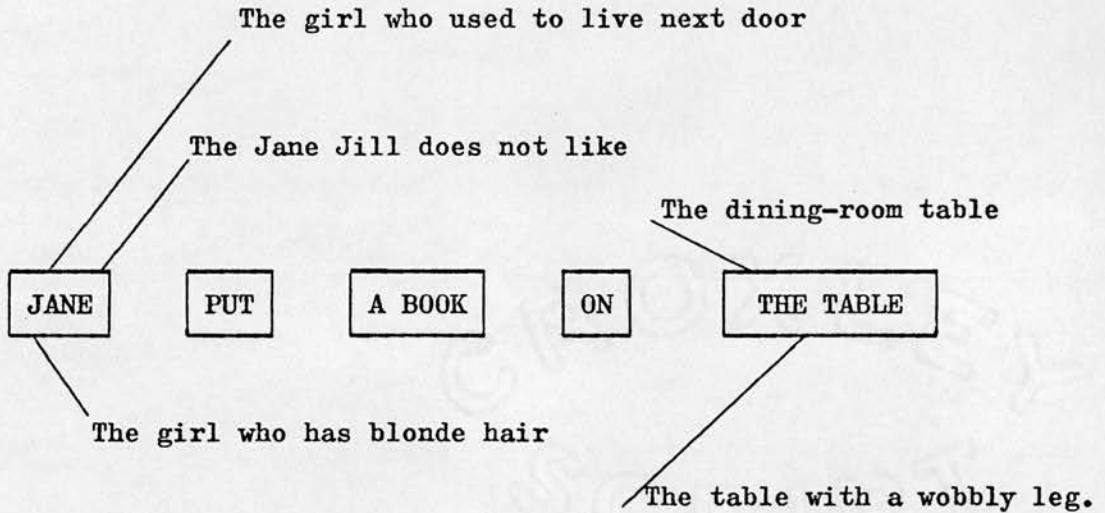 The girl who used to live next door
The Jane Jill does not like
The dining-room table
JANE PUT A BOOK ON THE TABLE
The girl who has blonde hair
The table with a wobbly leg.